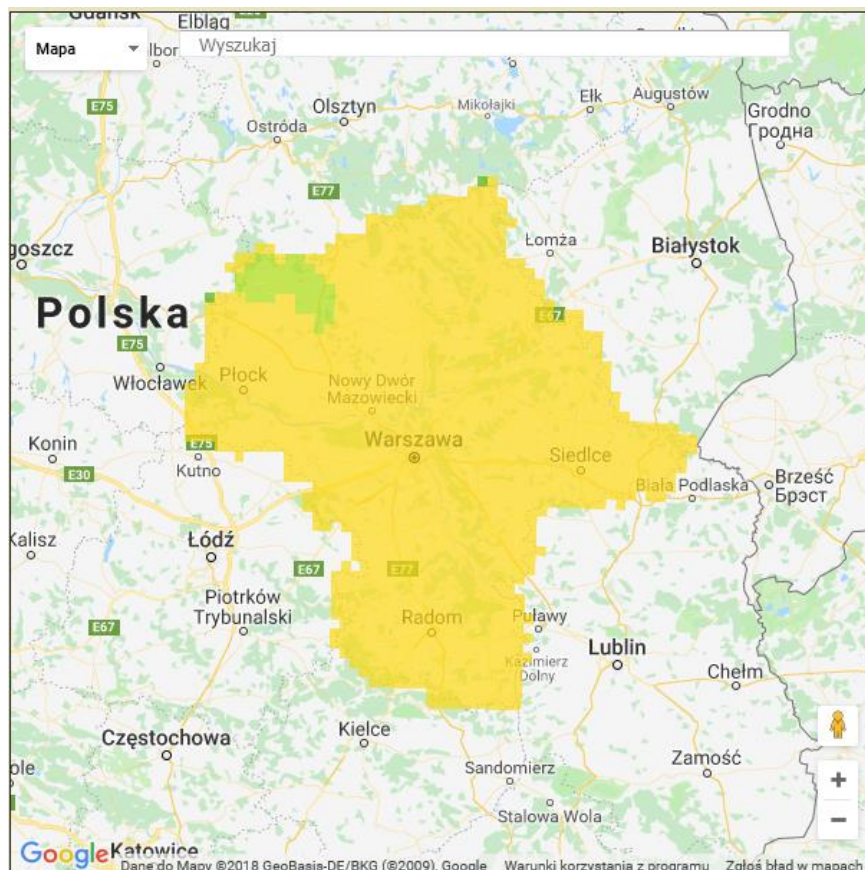 Gdańsk
Elbląg
Mapa
Wyszukaj
E75
Olsztyn
Mikołajki
Ełk
Augustów
Ostróda
Grodno
Гродна
E77
goszcz
Łomża
Białystok
Polska
E67
E75
Włocławek
Płock
Nowy Dwór
Mazowiecki
Konin
E75
Warszawa
Siedlce
E30
Kutno
Biała Podlaska
Brześć
Брэст
Kalisz
Łódź
E67
E77
Piotrków
Trybunalski
E67
Radom
Puławy
Kazimierz
Dolny
Lublin
Chełm
Kielce
Częstochowa
Zamość
Sandomierz
ole
Stalowa Wola
Google
Katowice
Dane do Mapy ©2018 GeoBasis-DE/BKG (©2009), Google Warunki korzystania z programu Zgłoś błąd w mapach